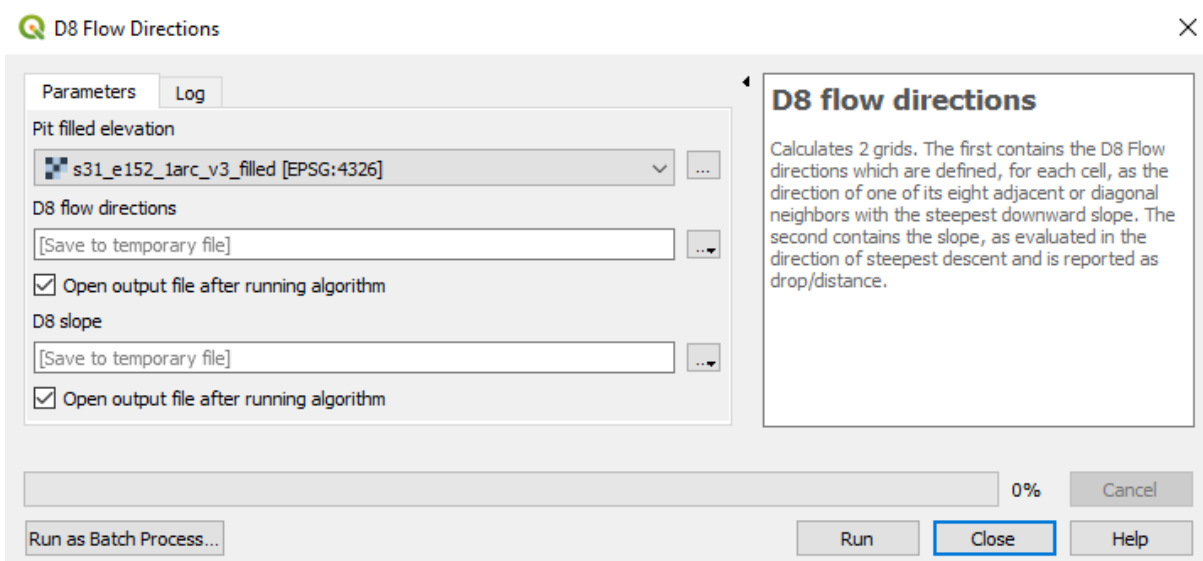 D8 Flow Directions
Parameters
Log
Pit filled elevation
s31_e152_1arc_v3_filled [EPSG:4326]
...
D8 flow directions
[Save to temporary file]
...
Open output file after running algorithm
D8 slope
[Save to temporary file]
...
Open output file after running algorithm
D8 flow directions
Calculates 2 grids. The first contains the D8 Flow
directions which are defined, for each cell, as the
direction of one of its eight adjacent or diagonal
neighbors with the steepest downward slope. The
second contains the slope, as evaluated in the
direction of steepest descent and is reported as
drop/distance.
0%
Cancel
Run as Batch Process...
Run
Close
Help